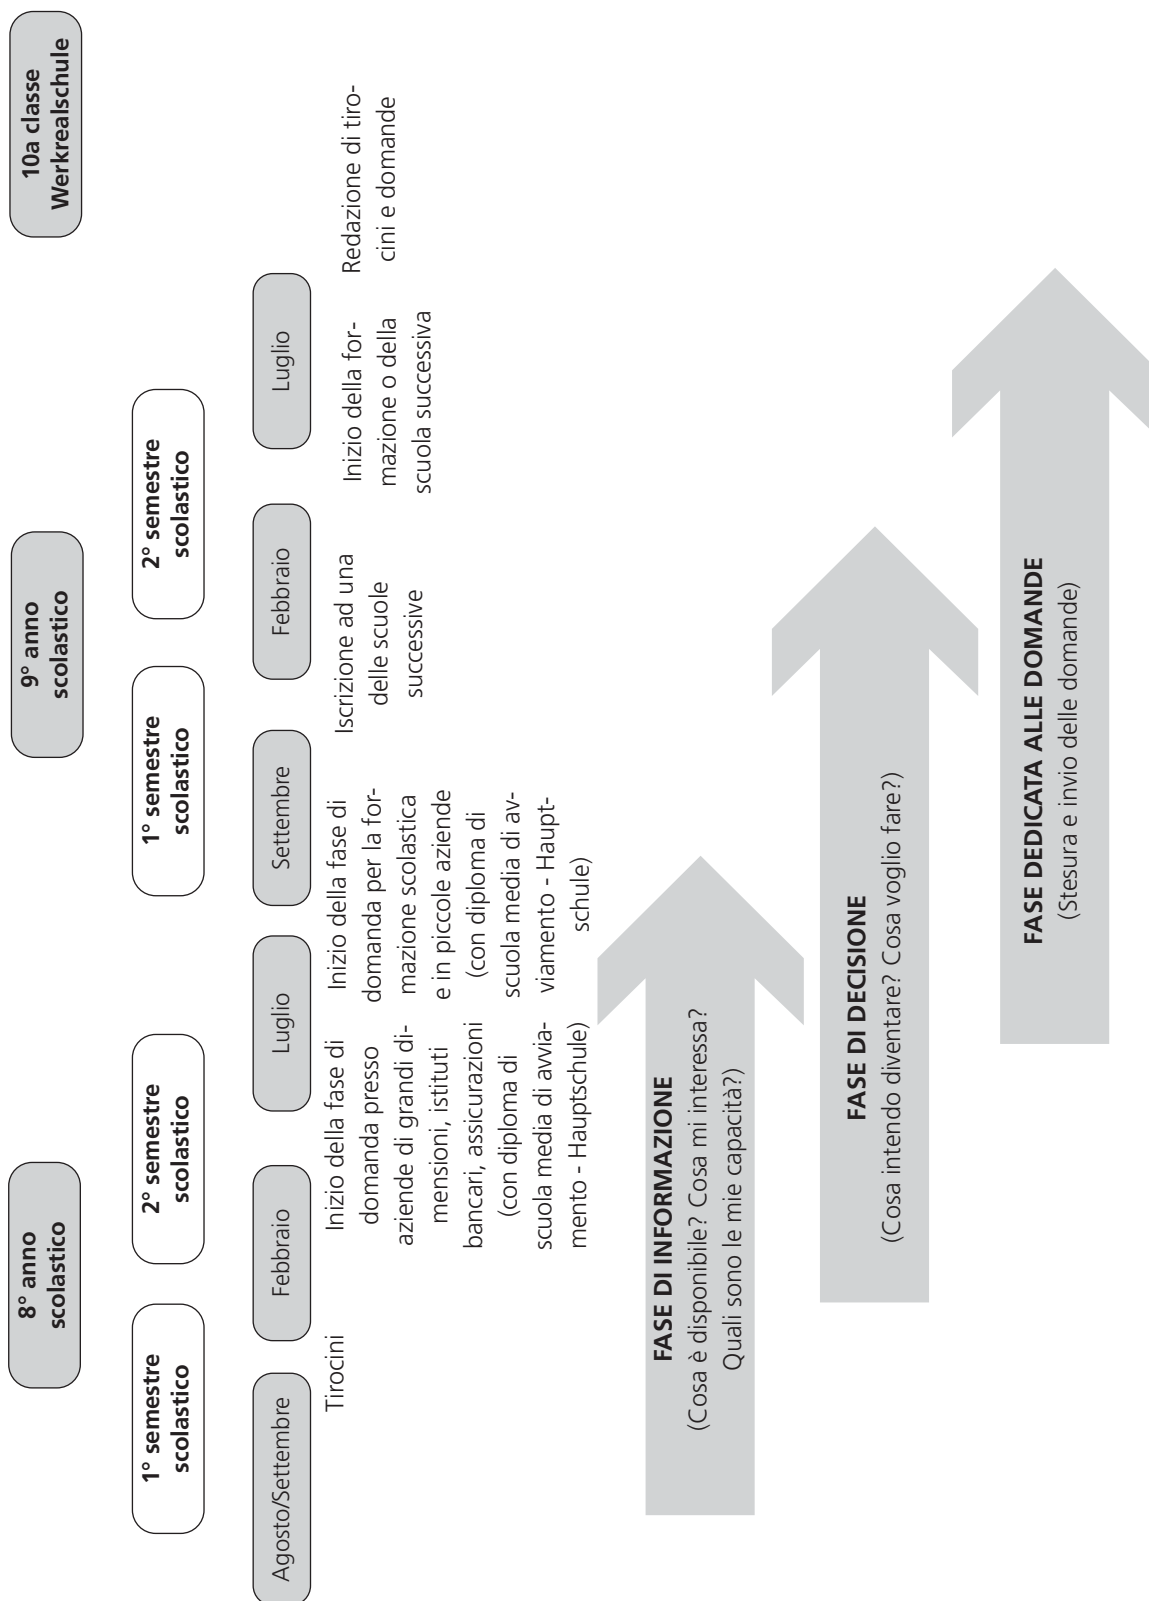 8° anno
scolastico
9° anno
scolastico
10a classe
Werkrealschule
1° semestre
scolastico
2° semestre
scolastico
1° semestre
scolastico
2° semestre
scolastico
Agosto/Settembre
Febbraio
Luglio
Settembre
Febbraio
Luglio
Tirocini
Inizio della fase di
domanda presso
aziende di grandi di-
mensioni, istituti
bancari, assicurazioni
(con diploma di
scuola media di avvia-
mento - Hauptschule)
Inizio della fase di
domanda per la for-
mazione scolastica
e in piccole aziende
(con diploma di
scuola media di av-
viamento - Haupt-
schule)
Iscrizione ad una
delle scuole
successive
Inizio della for-
mazione o della
scuola successiva
Redazione di tiro-
cini e domande
FASE DI INFORMAZIONE
(Cosa è disponibile? Cosa mi interessa?
Quali sono le mie capacità?)
FASE DI DECISIONE
(Cosa intendo diventare? Cosa voglio fare?)
FASE DEDICATA ALLE DOMANDE
(Stesura e invio delle domande)